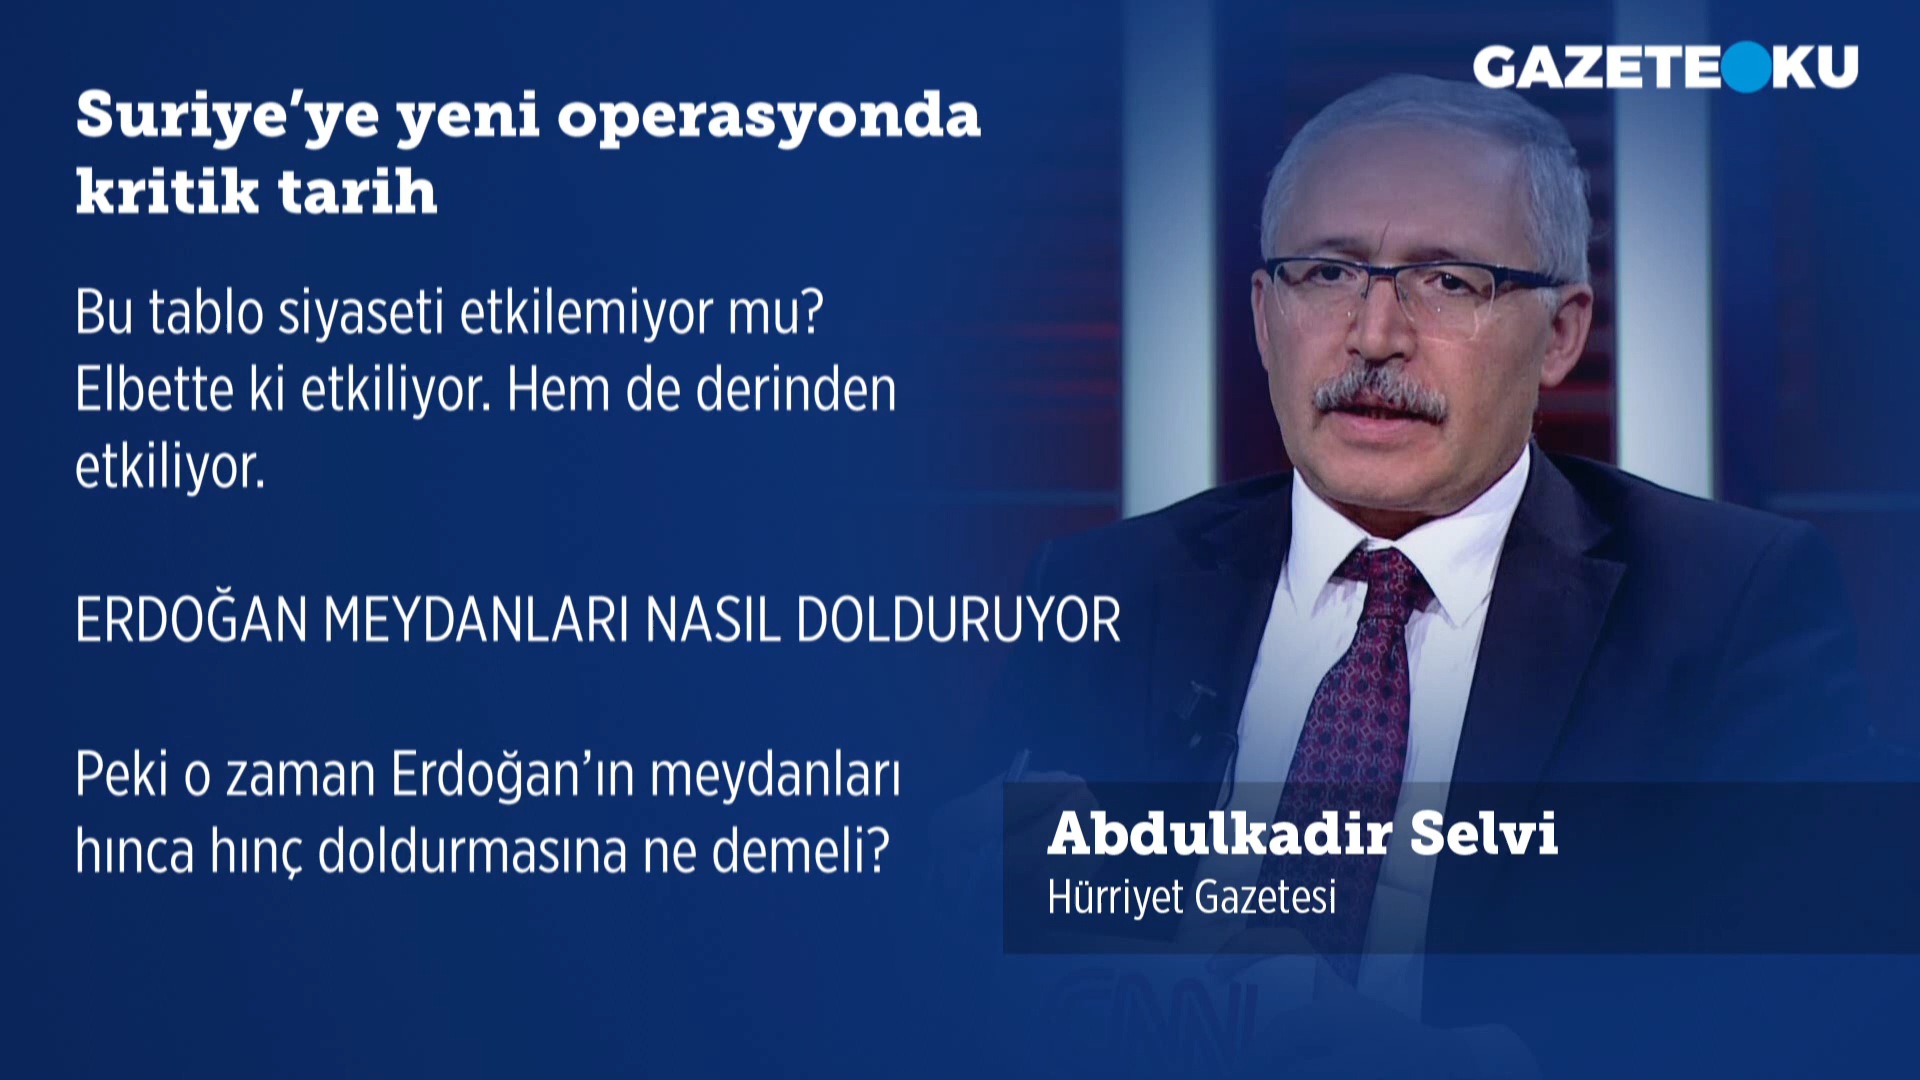 GAZETE OKU
Suriye’ye yeni operasyonda
kritik tarih
Bu tablo siyaseti etkilemiyor mu?
Elbette ki etkiliyor. Hem de derinden
etkiliyor.
ERDOĞAN MEYDANLARI NASIL DOLDURUYOR
Peki o zaman Erdoğan’ın meydanları
hınca hınç doldurmasına ne demeli?
Abdulkadir Selvi
Hürriyet Gazetesi
CNN